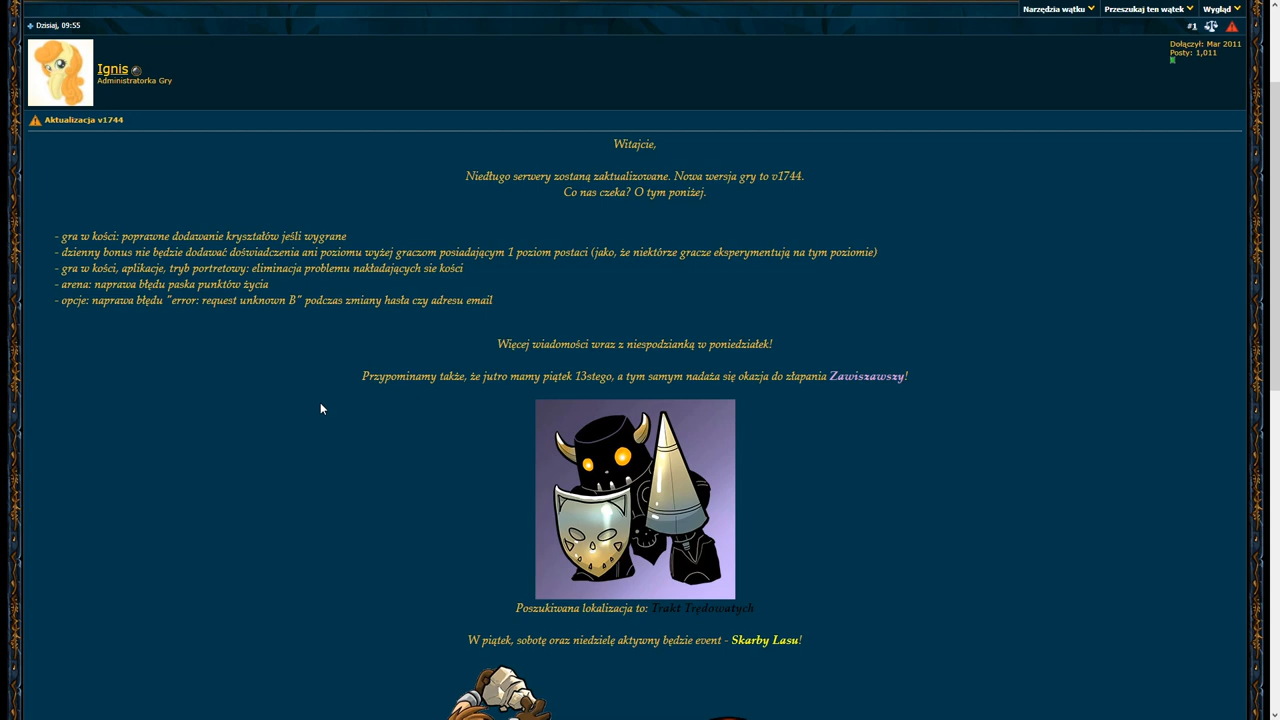 Narzędzia wątku Przeszukaj ten wątek Wygląd
Dzisiaj, 09:55
#1
Dołączył: Mar 2011
Posty: 1,011
Ignis
Administratorka Gry
Aktualizacja v1744
Witajcie,
Niedługo serwery zostaną zaktualizowane. Nowa wersja gry to v1744.
Co nas czeka? O tym poniżej.
- gra w kości: poprawne dodawanie kryształów jeśli wygrane
- dzienny bonus nie będzie dodawać doświadczenia ani poziomu wyżej graczom posiadającym 1 poziom postaci (jako, że niektórze gracze eksperymentują na tym poziomie)
- gra w kości, aplikacje, tryb portretowy: eliminacja problemu nakładających sie kości
- arena: naprawa błędu paska punktów życia
- opcje: naprawa błędu "error: request unknown B" podczas zmiany hasła czy adresu email
Więcej wiadomości wraz z niespodzianką w poniedziałek!
Przypominamy także, że jutro mamy piątek 13stego, a tym samym nadaża się okazja do złapania Zawiszawszy!
Poszukiwana lokalizacja to: Trakt Trędowatych
W piątek, sobotę oraz niedzielę aktywny będzie event - Skarby Lasu!